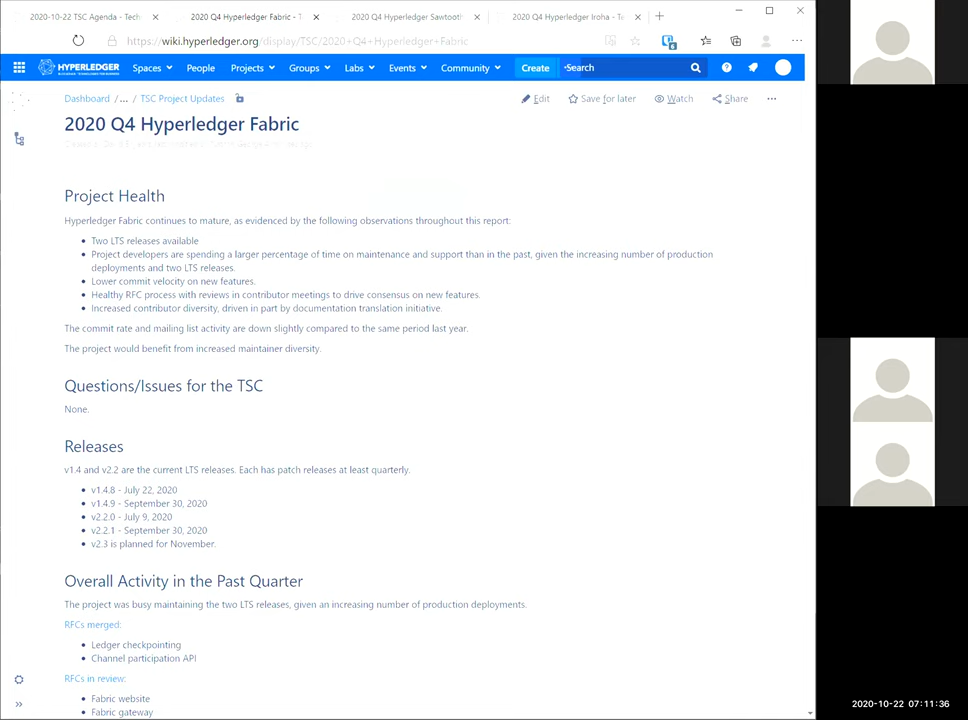 2020-10-22 TSC Agenda - Tech
2020 Q4 Hyperledger Fabric - T
2020 Q4 Hyperledger Sawtooth
2020 Q4 Hyperledger Iroha - Te
https://wiki.hyperledger.org/display/TSC/2020+Q4+Hyperledger+Fabric
HYPERLEDGER
Spaces
People
Projects
Groups
Labs
Events
Community
Create
Search
Dashboard /... / TSC Project Updates
Edit
Save for later
Watch
Share
2020 Q4 Hyperledger Fabric
Project Health
Hyperledger Fabric continues to mature, as evidenced by the following observations throughout this report:
Two LTS releases available
Project developers are spending a larger percentage of time on maintenance and support than in the past, given the increasing number of production
deployments and two LTS releases.
Lower commit velocity on new features.
Healthy RFC process with reviews in contributor meetings to drive consensus on new features.
Increased contributor diversity, driven in part by documentation translation initiative.
The commit rate and mailing list activity are down slightly compared to the same period last year.
The project would benefit from increased maintainer diversity.
Questions/Issues for the TSC
None.
Releases
v1.4 and v2.2 are the current LTS releases. Each has patch releases at least quarterly.
v1.4.8 - July 22, 2020
v1.4.9 - September 30, 2020
v2.2.0 - July 9, 2020
v2.2.1 - September 30, 2020
v2.3 is planned for November.
Overall Activity in the Past Quarter
The project was busy maintaining the two LTS releases, given an increasing number of production deployments.
RFCs merged:
Ledger checkpointing
Channel participation API
RFCs in review:
Fabric website
Fabric gateway
2020-10-22 07:11:36